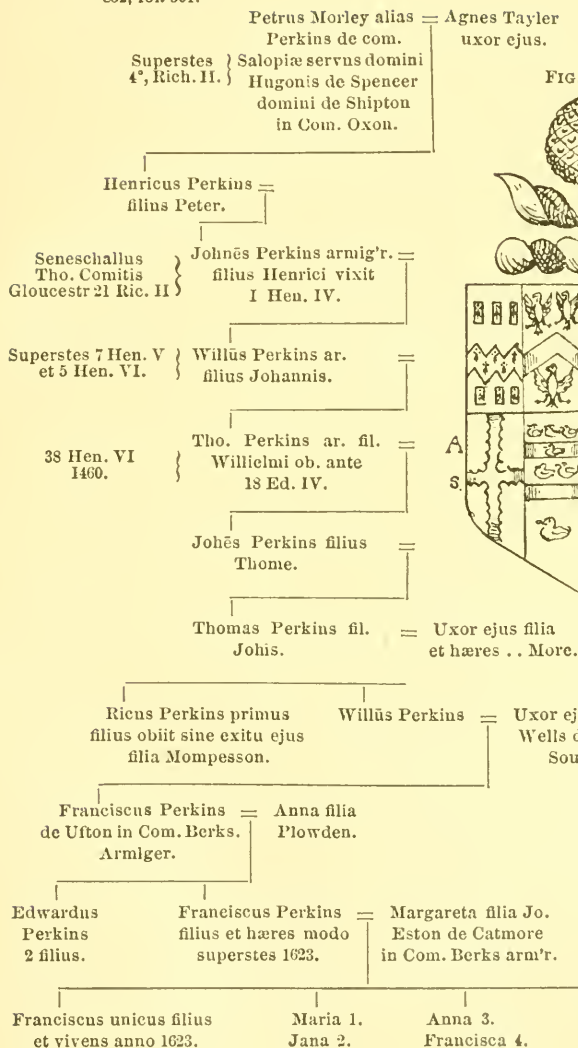 Petrus Morley alias = Agnes Tayler
Perkins de com. uxor ejus.
Superstes 4°, Rich. II. } Salopiæ servus domini
Hugonis de Spencer
domini de Shipton
in Com. Oxon.
FIG
Henricus Perkins =
filius Peter.
Seneschallus
Tho. Comitis
Gloucestr 21 Ric. II }
Johnēs Perkins armig'r. =
filius Henrici vixit
I Hen. IV.
Superstes 7 Hen. V
et 5 Hen. VI. }
Willūs Perkins ar. =
filius Johannis.
38 Hen. VI
1460. }
Tho. Perkins ar. fil. =
Willielmi ob. ante
18 Ed. IV.
A
S.
Johēs Perkins filius =
Thome.
Thomas Perkins fil. = Uxor ejus filia
Johis. et hæres . . More.
Ricus Perkins primus
filius obiit sine exitu ejus
filia Mompesson.
Willūs Perkins = Uxor ej
Wells
Sou
Franciscus Perkins = Anna filia
de Ufton in Com. Berks. Plowden.
Armiger.
Edwardus
Perkins
2 filius.
Franciscus Perkins =
filius et hæres modo
superstes 1623.
Margareta filia Jo.
Eston de Catmore
in Com. Berks arm'r.
Franciscus unicus filius
et vivens anno 1623.
Maria 1.
Jana 2.
Anna 3.
Francisca 4.